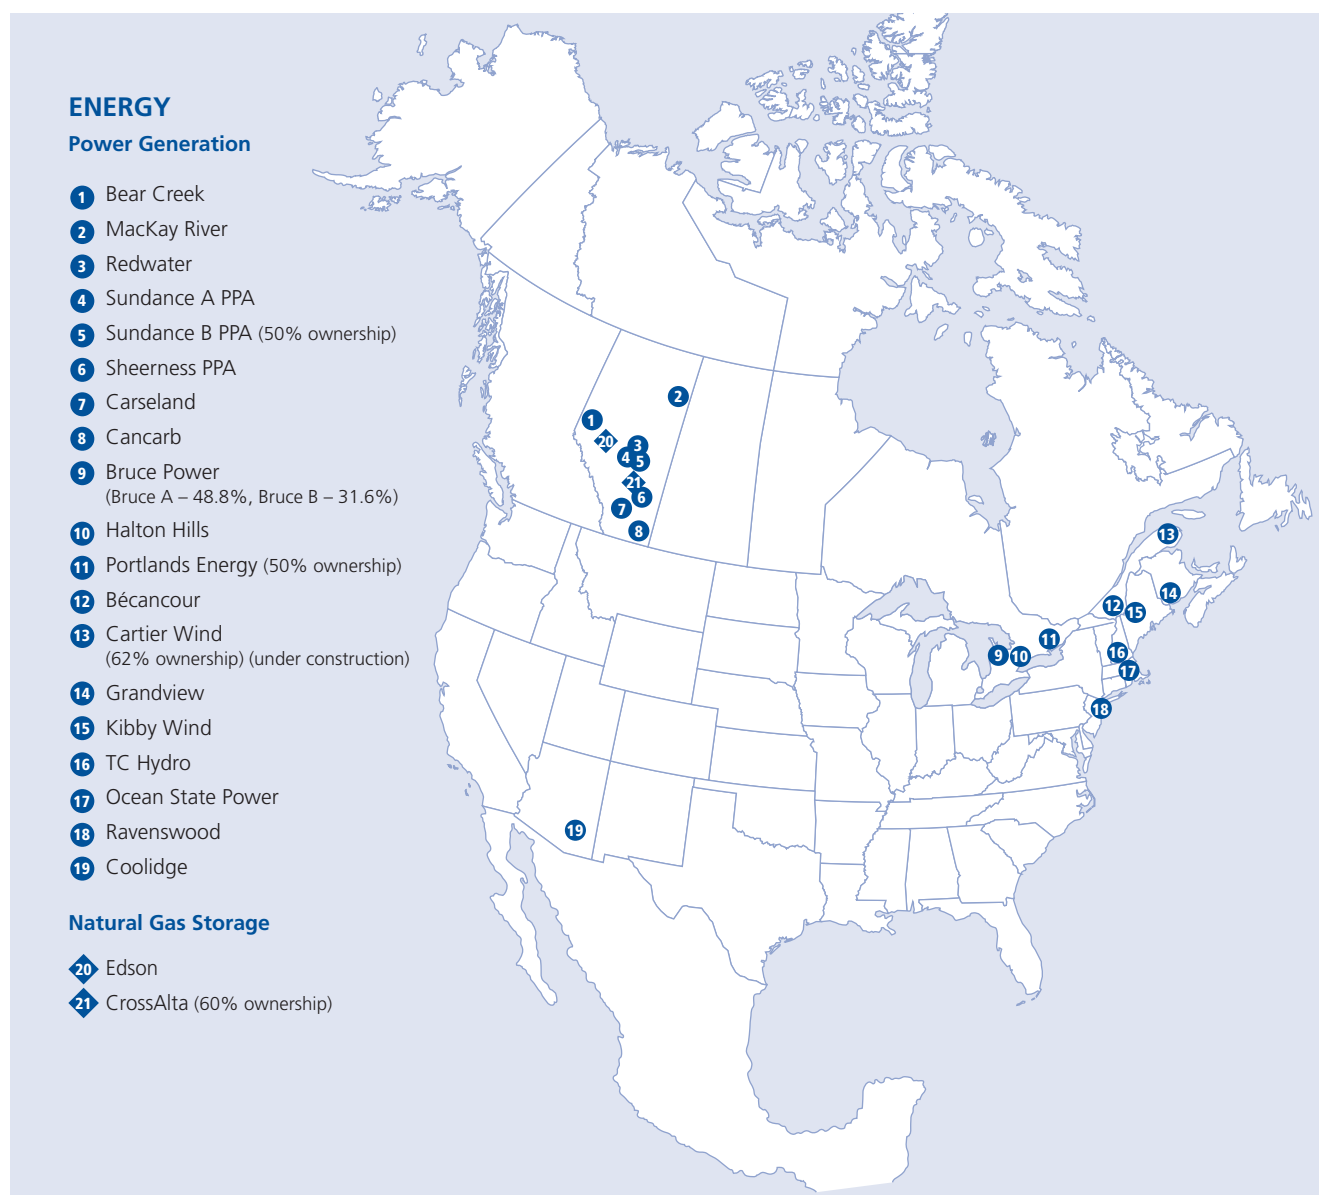 ENERGY
Power Generation
1 Bear Creek
2 MacKay River
3 Redwater
4 Sundance A PPA
5 Sundance B PPA (50% ownership)
6 Sheerness PPA
7 Carseland
8 Cancarb
9 Bruce Power
(Bruce A – 48.8%, Bruce B – 31.6%)
10 Halton Hills
11 Portlands Energy (50% ownership)
12 Bécancour
13 Cartier Wind
(62% ownership) (under construction)
14 Grandview
15 Kibby Wind
16 TC Hydro
17 Ocean State Power
18 Ravenswood
19 Coolidge
Natural Gas Storage
20 Edson
21 CrossAlta (60% ownership)
2
1
20
3
4
5
21
6
7
8
13
14
12
15
11
16
9
10
17
18
19